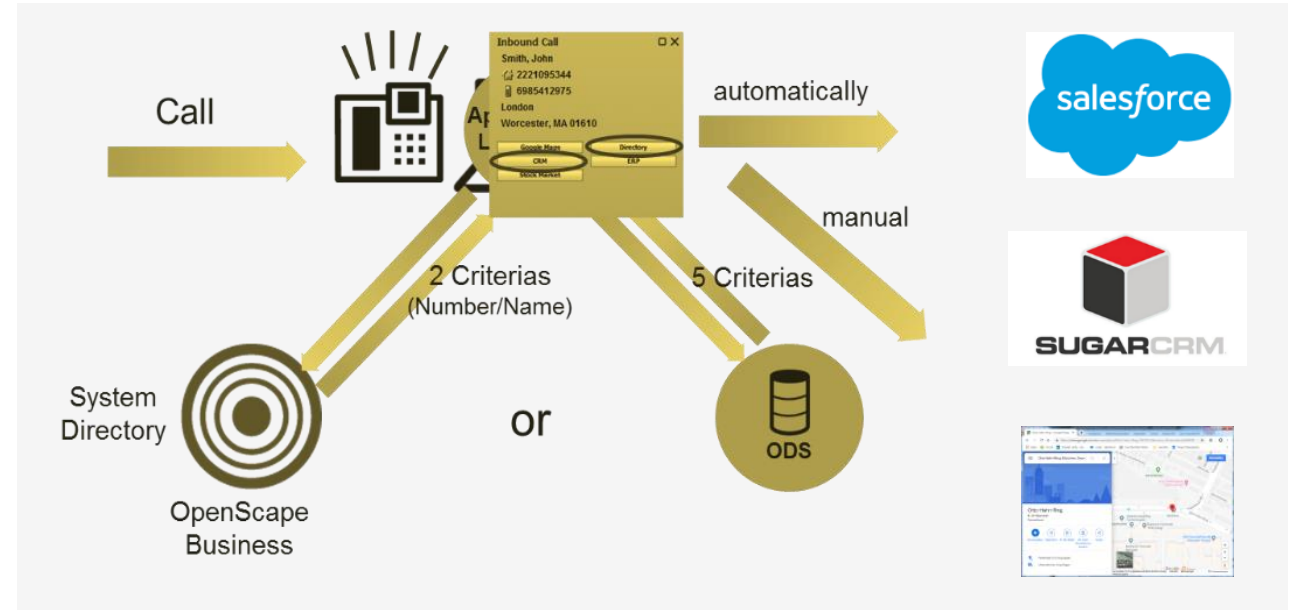 Call
Inbound Call
Smith, John
2221095344
6985412975
London
Worcester, MA 01610
Google Maps
Directory
CRM
ERP
Stock Market
Ap
L
automatically
manual
salesforce
SUGARCRM
2 Criterias
(Number/Name)
5 Criterias
System
Directory
or
ODS
OpenScape
Business